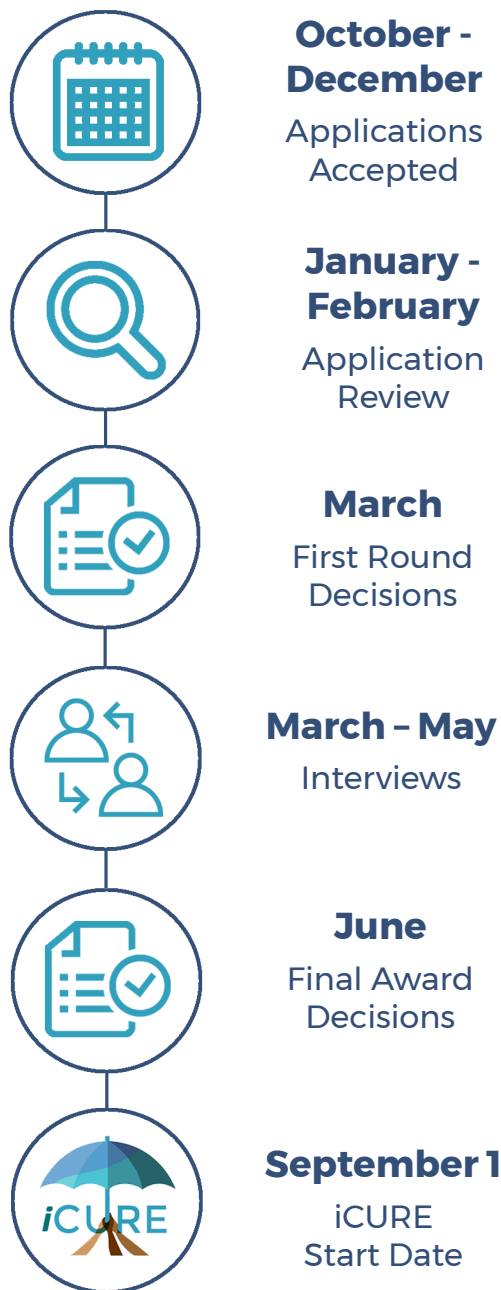 October -
December
Applications
Accepted
January -
February
Application
Review
March
First Round
Decisions
March – May
Interviews
June
Final Award
Decisions
iCURE
September 1
iCURE
Start Date